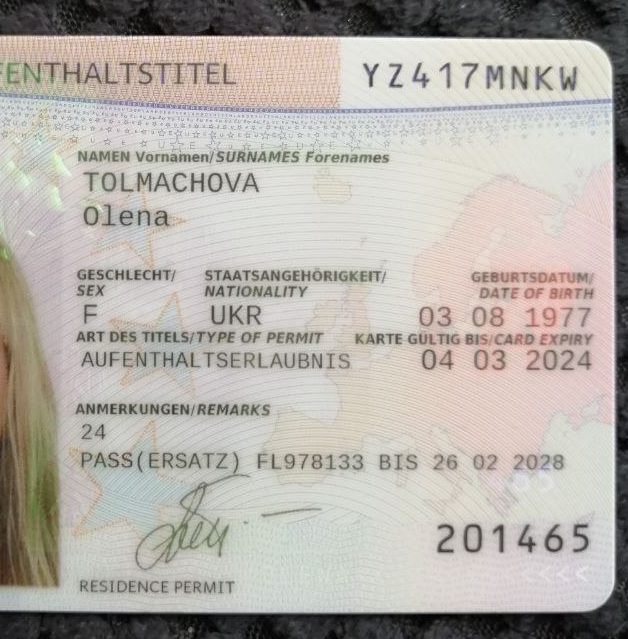 FENTHALTSTITEL YZ417MNKW
NAMEN Vornamen/SURNAMES Forenames
TOLMACHOVA
Olena
GESCHLECHT/ STAATSANGEHÖRIGKEIT/ GEBURTSDATUM/
SEX NATIONALITY DATE OF BIRTH
F UKR 03 08 1977
ART DES TITELS/TYPE OF PERMIT KARTE GÜLTIG BIS/CARD EXPIRY
AUFENTHALTSERLAUBNIS 04 03 2024
ANMERKUNGEN/REMARKS
24
PASS(ERSATZ) FL978133 BIS 26 02 2028
201465
RESIDENCE PERMIT
<<<